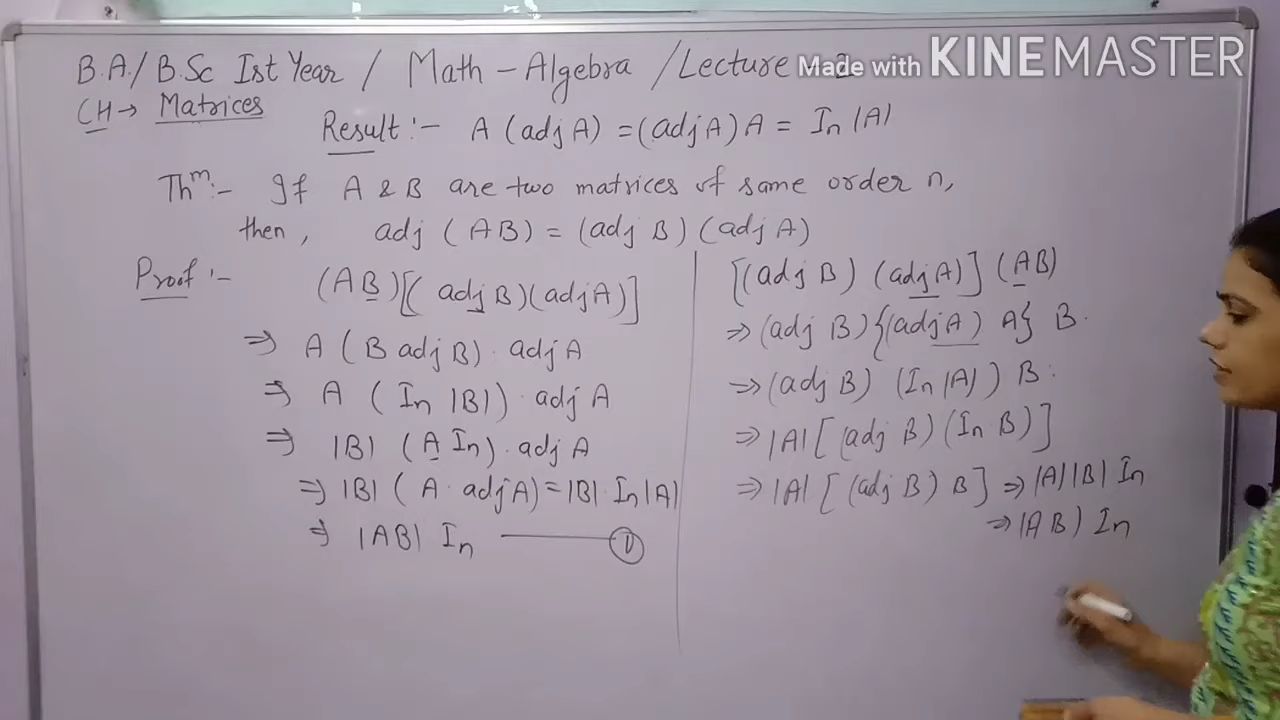 B.A./B.Sc Ist Year / Math - Algebra / Lecture
Made with KINEMASTER
CH → Matrices
Result :- A (adj A) = (adj A) A = In |A|
Thm :- If A & B are two matrices of same order n,
then, adj (AB) = (adj B) (adj A)
Proof :-
(AB)[(adj B)(adj A)]
⇒ A (B adj B) · adj A
⇒ A (In |B|) · adj A
⇒ |B| (A In) · adj A
⇒ |B| (A · adj A) = |B| · In |A|
⇒ |AB| In —— ①
[(adj B) (adj A)] (AB)
⇒ (adj B) {(adj A) A} B.
⇒ (adj B) (In |A|) B.
⇒ |A| [(adj B) (In B)]
⇒ |A| [(adj B) B] ⇒ |A| |B| In
⇒ |AB) In